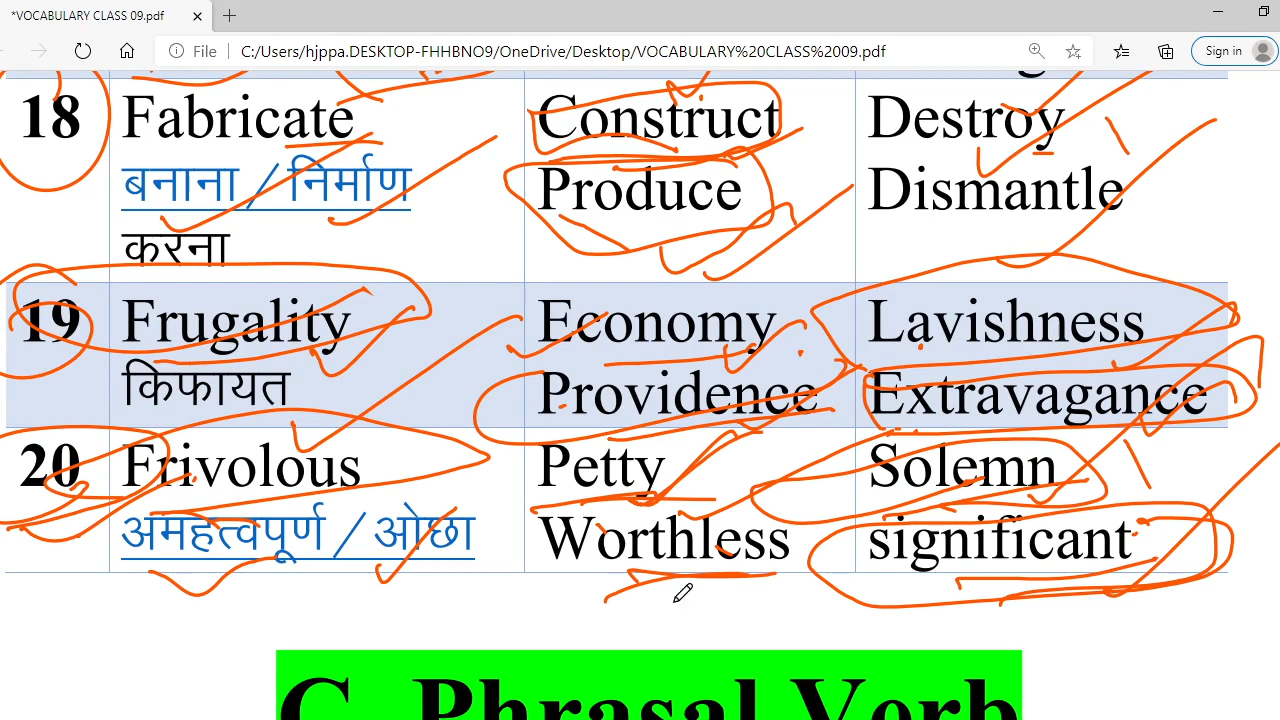 *VOCABULARY CLASS 09.pdf
File C:/Users/hjppa.DESKTOP-FHHBNO9/OneDrive/Desktop/VOCABULARY%20CLASS%2009.pdf Sign in
18 Fabricate Construct Destroy
बनाना / निर्माण Produce Dismantle
करना
19 Frugality Economy Lavishness
किफायत Providence Extravagance
20 Frivolous Petty Solemn
अमहत्वपूर्ण / ओछा Worthless significant
C. Phrasal Verb